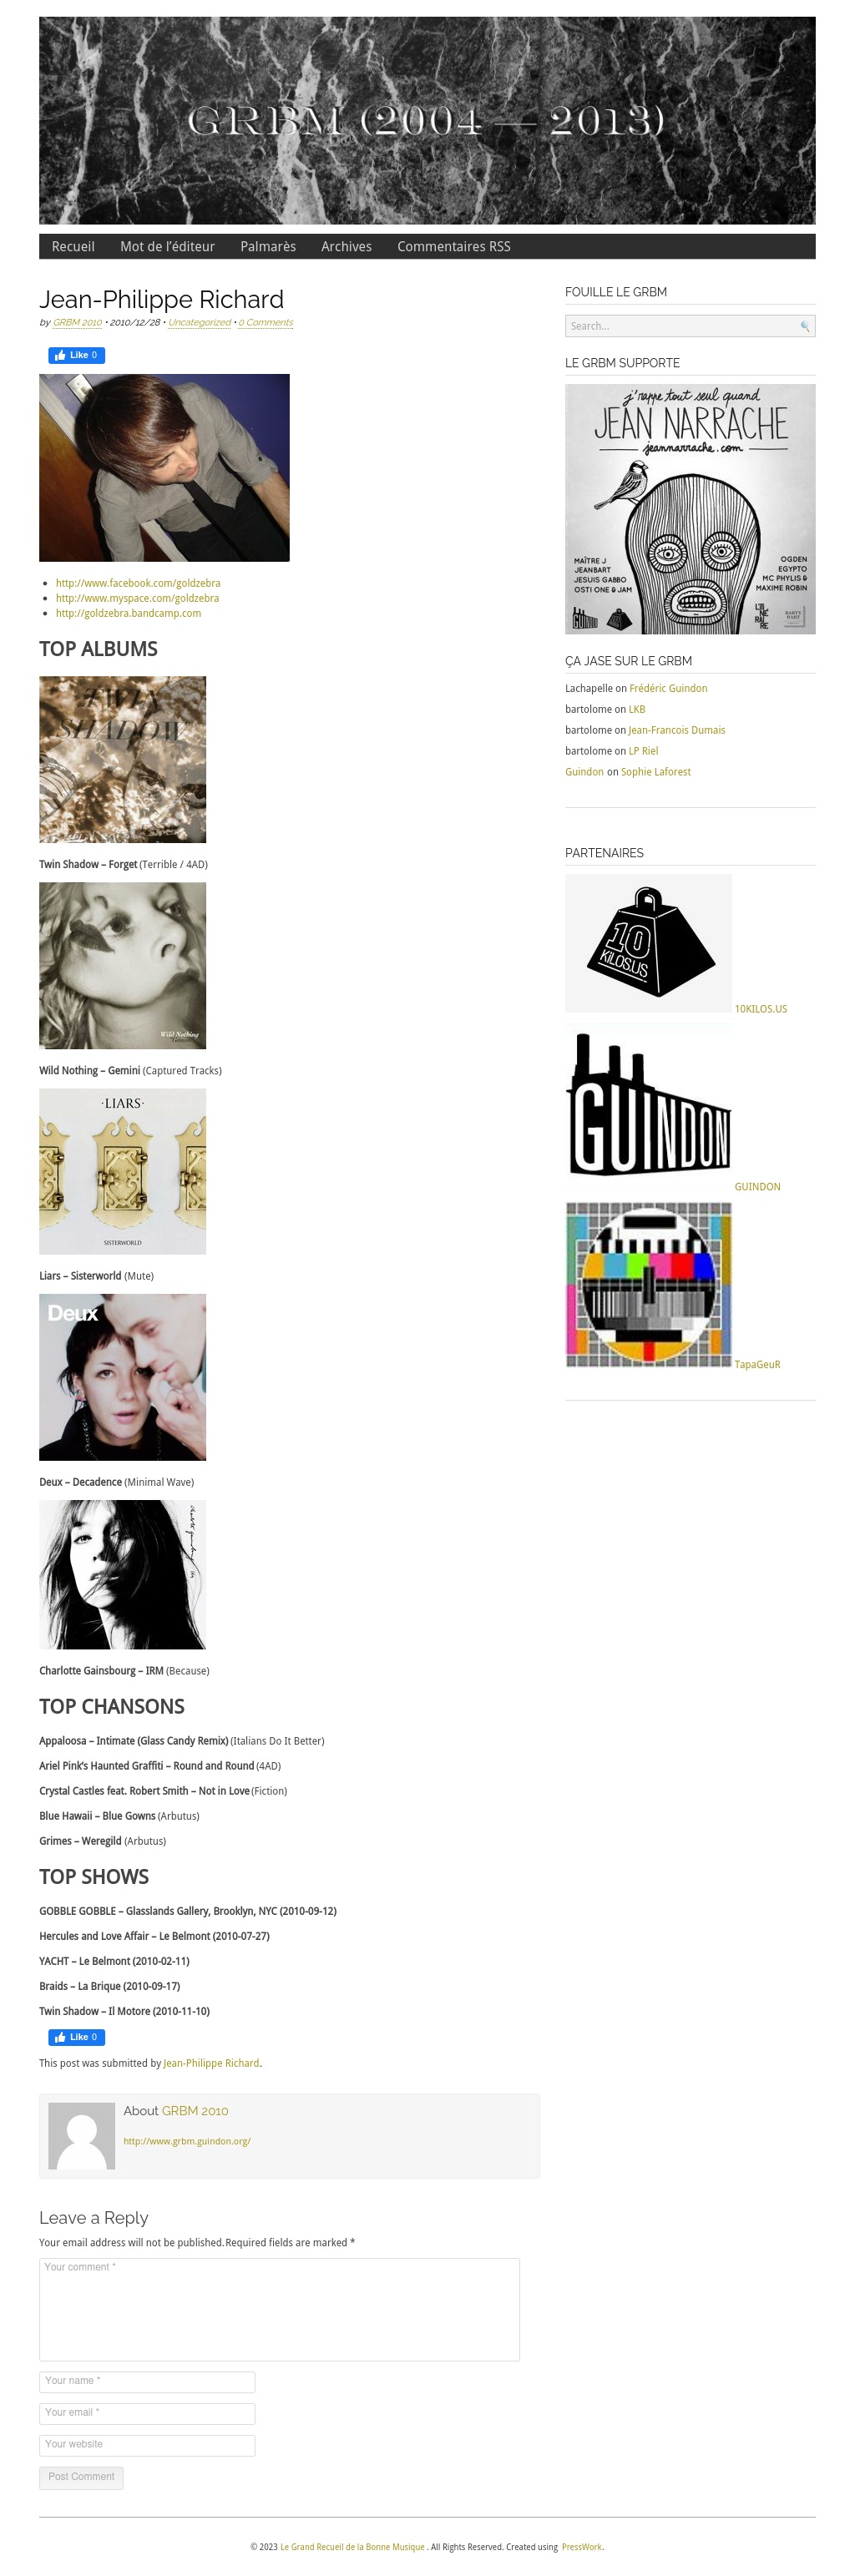 GRBM (2004 — 2013)
Recueil Mot de l'éditeur Palmarès Archives Commentaires RSS
Jean-Philippe Richard
by GRBM 2010 • 2010/12/28 • Uncategorized • 0 Comments
Like 0
http://www.facebook.com/goldzebra
http://www.myspace.com/goldzebra
http://goldzebra.bandcamp.com
TOP ALBUMS
TWIN SHADOW
Twin Shadow – Forget (Terrible / 4AD)
Wild Nothing
Gemini
Wild Nothing – Gemini (Captured Tracks)
·LIARS·
SISTERWORLD
Liars – Sisterworld (Mute)
Deux
Deux – Decadence (Minimal Wave)
Charlotte Gainsbourg – IRM (Because)
TOP CHANSONS
Appaloosa – Intimate (Glass Candy Remix) (Italians Do It Better)
Ariel Pink's Haunted Graffiti – Round and Round (4AD)
Crystal Castles feat. Robert Smith – Not in Love (Fiction)
Blue Hawaii – Blue Gowns (Arbutus)
Grimes – Weregild (Arbutus)
TOP SHOWS
GOBBLE GOBBLE – Glasslands Gallery, Brooklyn, NYC (2010-09-12)
Hercules and Love Affair – Le Belmont (2010-07-27)
YACHT – Le Belmont (2010-02-11)
Braids – La Brique (2010-09-17)
Twin Shadow – Il Motore (2010-11-10)
Like 0
This post was submitted by Jean-Philippe Richard.
About GRBM 2010
http://www.grbm.guindon.org/
Leave a Reply
Your email address will not be published. Required fields are marked *
Your comment *
Your name *
Your email *
Your website
Post Comment
FOUILLE LE GRBM
Search...
LE GRBM SUPPORTE
j'rappe tout seul quand
JEAN NARRACHE
jeannarrache.com
MAÎTRE J
JEANBART
JESUIS GABBO
OSTI ONE & JAM
OGDEN
EGYPTO
MC PHYLIS &
MAXIME ROBIN
ÇA JASE SUR LE GRBM
Lachapelle on Frédéric Guindon
bartolome on LKB
bartolome on Jean-Francois Dumais
bartolome on LP Riel
Guindon on Sophie Laforest
PARTENAIRES
10
KILOS.US
10KILOS.US
GUINDON
GUINDON
TapaGeuR
© 2023 Le Grand Recueil de la Bonne Musique . All Rights Reserved. Created using PressWork.